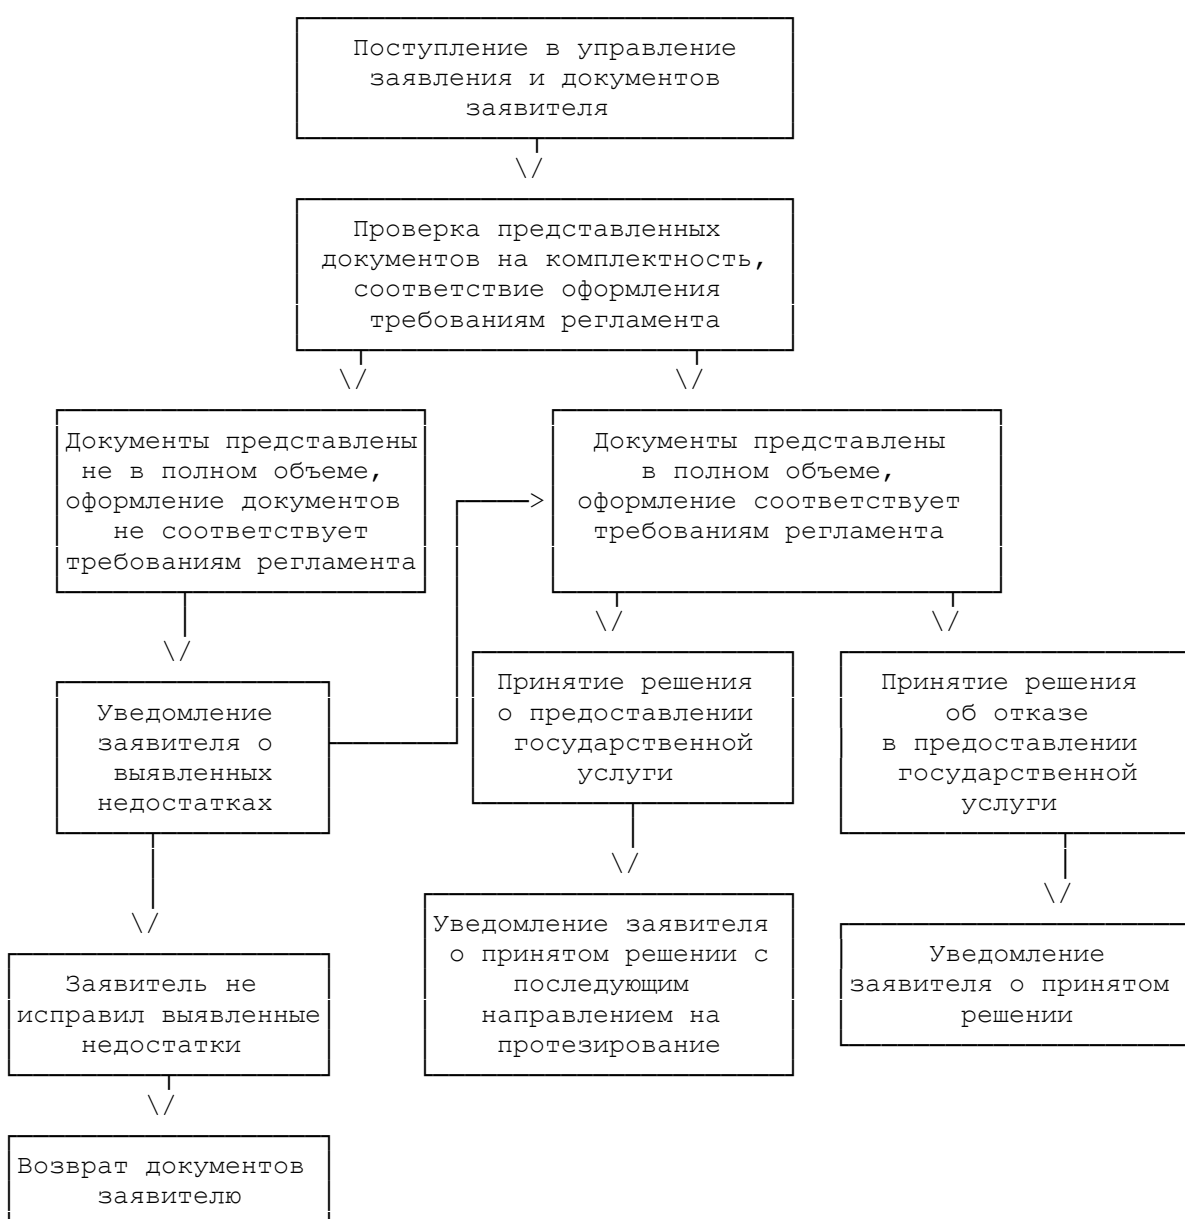 Поступление в управление
заявления и документов
заявителя
Проверка представленных
документов на комплектность,
соответствие оформления
требованиям регламента
Документы представлены
не в полном объеме,
оформление документов
не соответствует
требованиям регламента
Документы представлены
в полном объеме,
оформление соответствует
требованиям регламента
Уведомление
заявителя о
выявленных
недостатках
Принятие решения
о предоставлении
государственной
услуги
Принятие решения
об отказе
в предоставлении
государственной
услуги
Заявитель не
исправил выявленные
недостатки
Уведомление заявителя
о принятом решении с
последующим
направлением на
протезирование
Уведомление
заявителя о принятом
решении
Возврат документов
заявителю